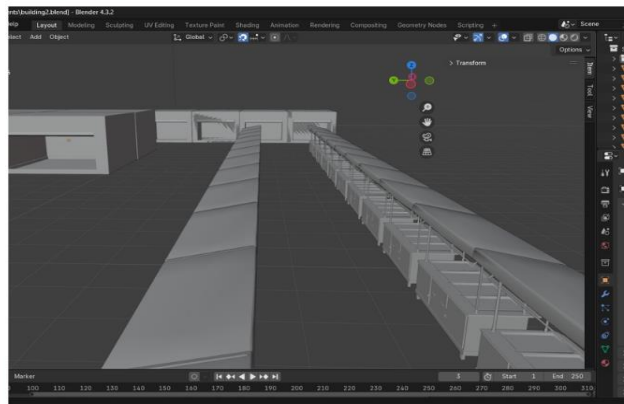 ents\building2.blend] - Blender 4.3.2
Help Layout Modeling Sculpting UV Editing Texture Paint Shading Animation Rendering Compositing Geometry Nodes Scripting + Scene
elect Add Object Global
Options
Transform
Item
Tool
View
Z
Y
Marker 3 Start 1 End 250
100 110 120 130 140 150 160 170 180 190 200 210 220 230 240 250 260 270 280 290 300 310